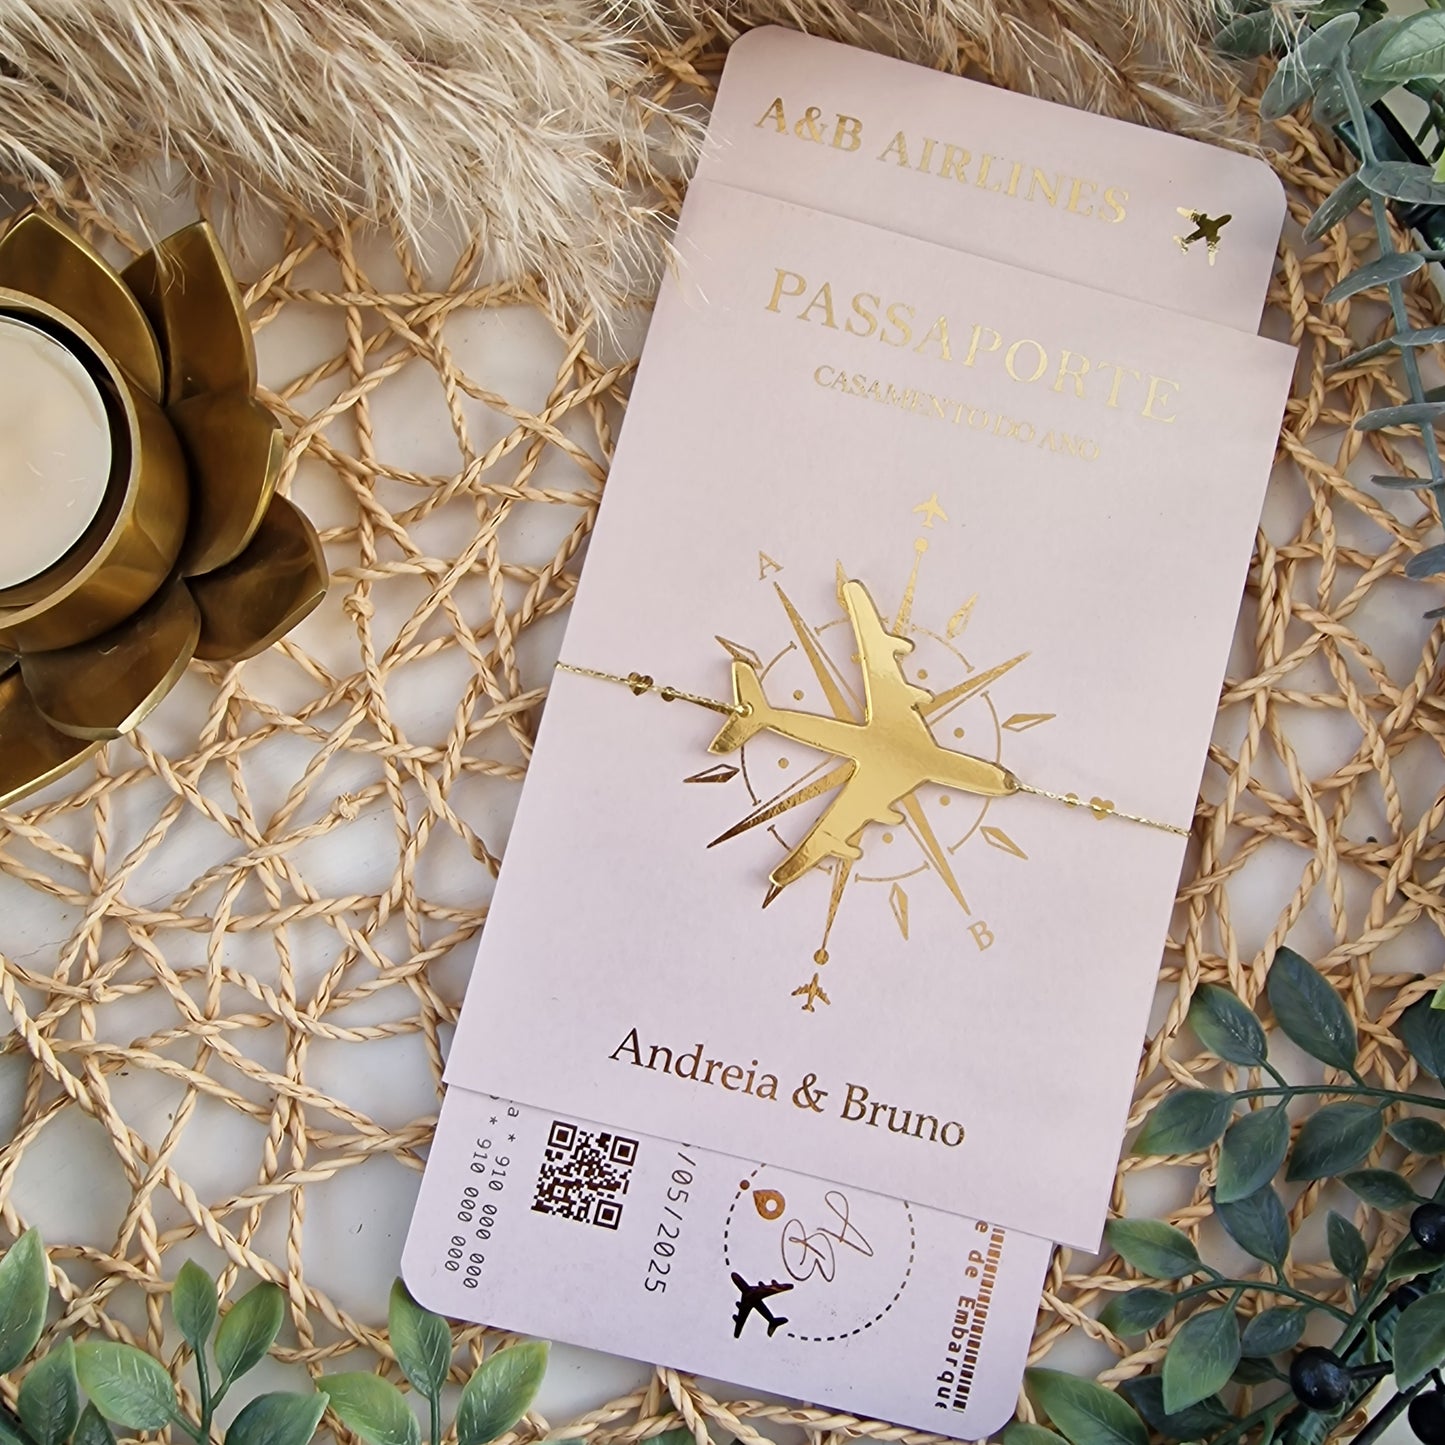 A&B AIRLINES
PASSAPORTE
CASAMENTO DO ANO
A
B
Andreia & Bruno
* 910 000 000
* 910 000 000
/05/2025
A
B
de Embarque